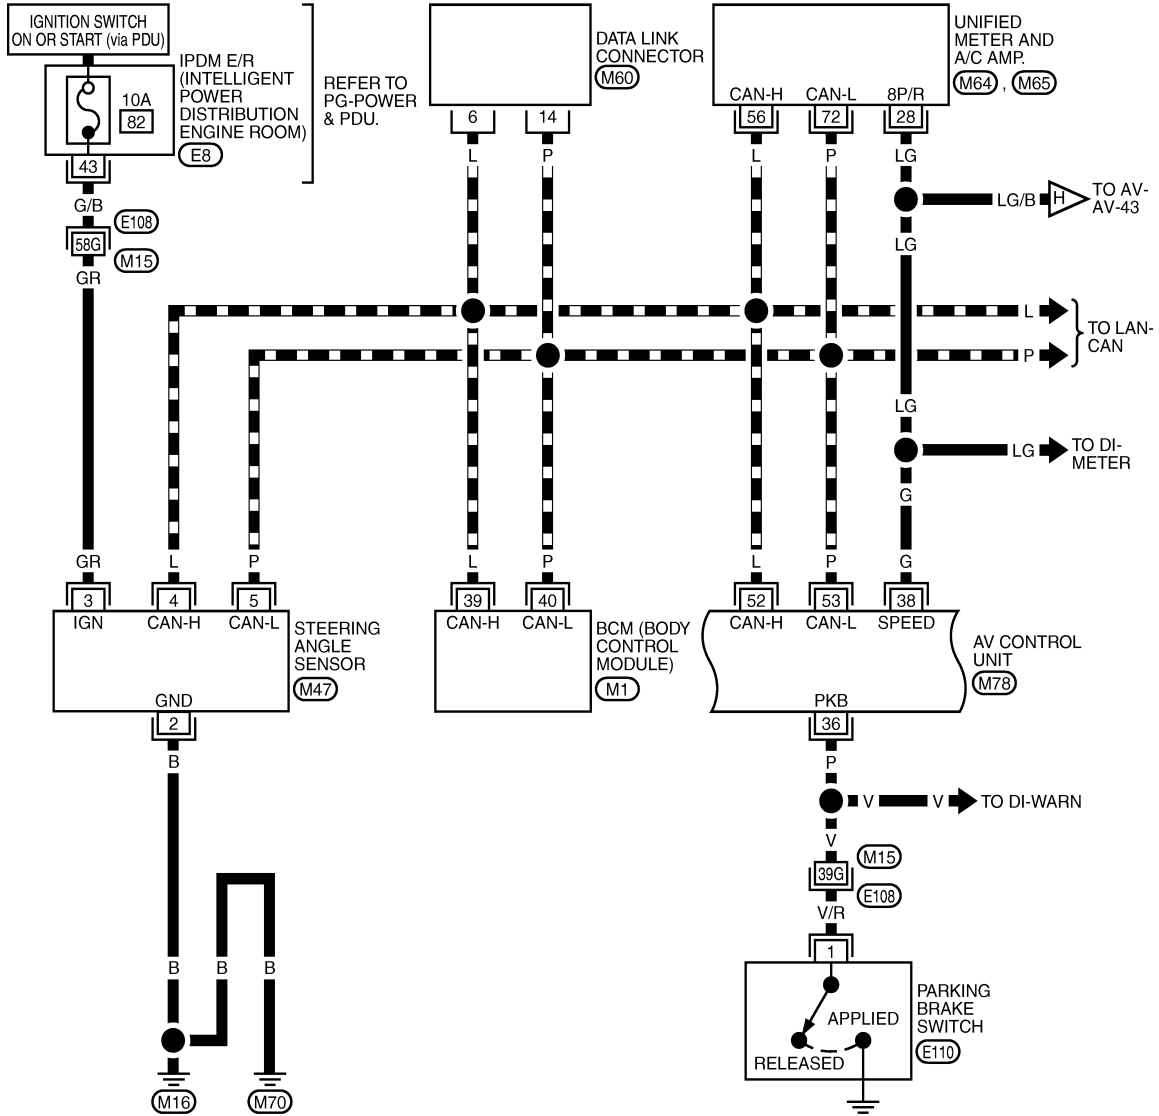 IGNITION SWITCH
ON OR START (via PDU)
IPDM E/R
(INTELLIGENT
POWER
DISTRIBUTION
ENGINE ROOM)
E8
10A
82
43
REFER TO
PG-POWER
& PDU.
G/B
E108
58G
M15
GR
GR
DATA LINK
CONNECTOR
M60
6
14
L
P
UNIFIED
METER AND
A/C AMP.
M64 , M65
CAN-H
CAN-L
8P/R
56
72
28
L
P
LG
LG/B
H
TO AV-
AV-43
LG
L
P
TO LAN-
CAN
LG
LG
TO DI-
METER
G
L
P
L
P
L
P
G
3
4
5
IGN
CAN-H
CAN-L
STEERING
ANGLE
SENSOR
M47
GND
2
39
40
CAN-H
CAN-L
BCM (BODY
CONTROL
MODULE)
M1
52
53
38
CAN-H
CAN-L
SPEED
AV CONTROL
UNIT
M78
PKB
36
B
P
V
V
TO DI-WARN
V
M15
39G
E108
V/R
1
B
B
B
M16
M70
APPLIED
RELEASED
PARKING
BRAKE
SWITCH
E110